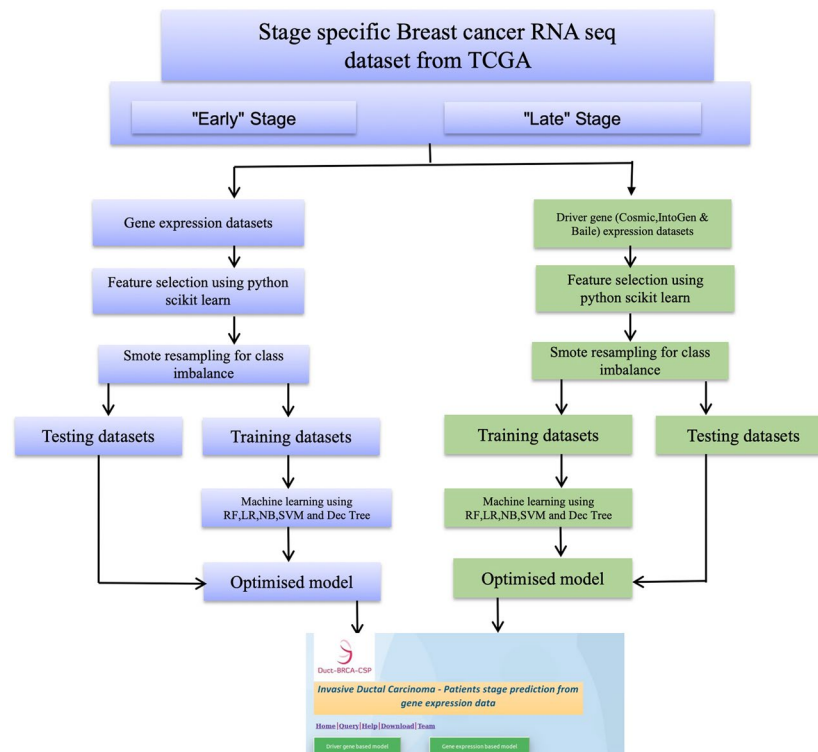 Stage specific Breast cancer RNA seq
dataset from TCGA
"Early" Stage
"Late" Stage
Gene expression datasets
Driver gene (Cosmic,IntoGen &
Baile) expression datasets
Feature selection using python
scikit learn
Feature selection using
python scikit learn
Smote resampling for class
imbalance
Smote resampling for class
imbalance
Testing datasets
Training datasets
Training datasets
Testing datasets
Machine learning using
RF,LR,NB,SVM and Dec Tree
Machine learning using
RF,LR,NB,SVM and Dec Tree
Optimised model
Optimised model
Duct-BRCA-CSP
Invasive Ductal Carcinoma - Patients stage prediction from
gene expression data
Home|Query|Help|Download|Team
Driver gene based model
Gene expression based model